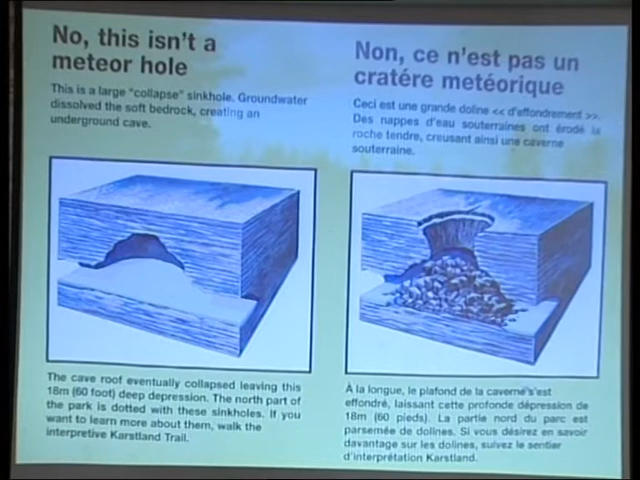 No, this isn't a
meteor hole
This is a large "collapse" sinkhole. Groundwater
dissolved the soft bedrock, creating an
underground cave.
The cave roof eventually collapsed leaving this
18m (60 foot) deep depression. The north part of
the park is dotted with these sinkholes. If you
want to learn more about them, walk the
interpretive Karstland Trail.
Non, ce n'est pas un
cratére metéorique
Ceci est une grande doline << d'effondrement >>.
Des nappes d'eau souterraines ont érodé la
roche tendre, creusant ainsi une caverne
souterraine.
À la longue, le plafond de la caverne s'est
effondré, laissant cette profonde dépression de
18m (60 pieds). La partie nord du parc est
parsemée de dolines. Si vous désirez en savoir
davantage sur les dolines, suivez le sentier
d'interprétation Karstland.